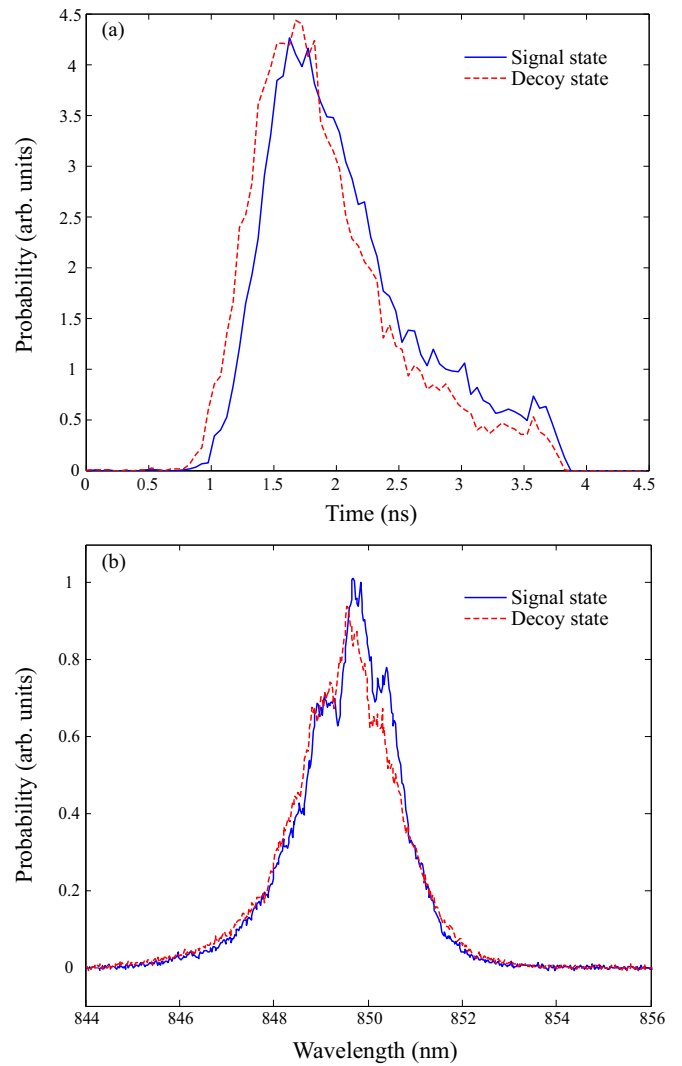 (a)
Signal state
Decoy state
Probability (arb. units)
4.5
4
3.5
3
2.5
2
1.5
1
0.5
0
0 0.5 1 1.5 2 2.5 3 3.5 4 4.5
Time (ns)
(b)
Signal state
Decoy state
Probability (arb. units)
1
0.8
0.6
0.4
0.2
0
844 846 848 850 852 854 856
Wavelength (nm)